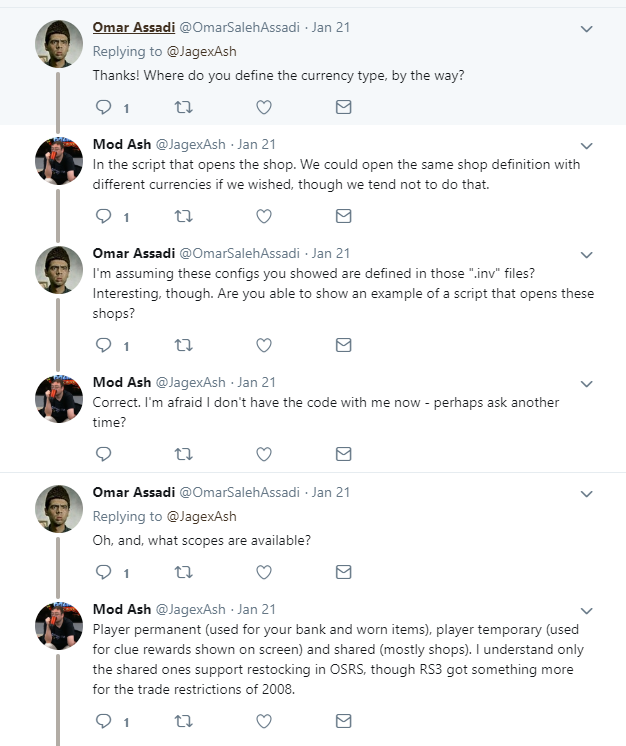 Omar Assadi @OmarSalehAssadi · Jan 21
Replying to @JagexAsh
Thanks! Where do you define the currency type, by the way?
1
Mod Ash @JagexAsh · Jan 21
In the script that opens the shop. We could open the same shop definition with
different currencies if we wished, though we tend not to do that.
1
Omar Assadi @OmarSalehAssadi · Jan 21
I'm assuming these configs you showed are defined in those ".inv" files?
Interesting, though. Are you able to show an example of a script that opens these
shops?
1
Mod Ash @JagexAsh · Jan 21
Correct. I'm afraid I don't have the code with me now - perhaps ask another
time?
Omar Assadi @OmarSalehAssadi · Jan 21
Replying to @JagexAsh
Oh, and, what scopes are available?
1
Mod Ash @JagexAsh · Jan 21
Player permanent (used for your bank and worn items), player temporary (used
for clue rewards shown on screen) and shared (mostly shops). I understand only
the shared ones support restocking in OSRS, though RS3 got something more
for the trade restrictions of 2008.
1